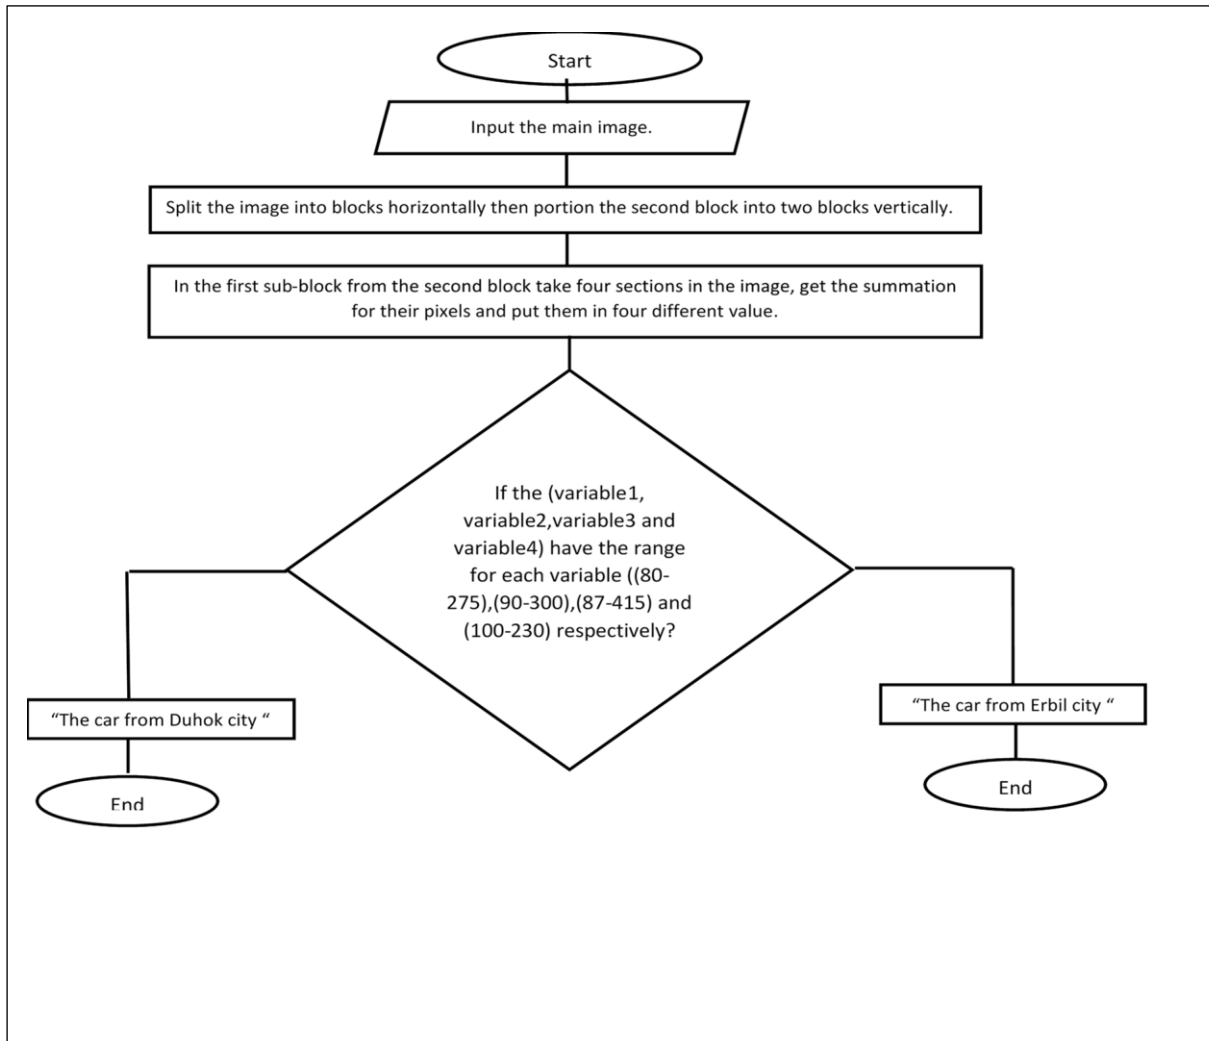 Start
Input the main image.
Split the image into blocks horizontally then portion the second block into two blocks vertically.
In the first sub-block from the second block take four sections in the image, get the summation
for their pixels and put them in four different value.
If the (variable1,
variable2,variable3 and
variable4) have the range
for each variable ((80-
275),(90-300),(87-415) and
(100-230) respectively?
“The car from Duhok city “
“The car from Erbil city “
End
End